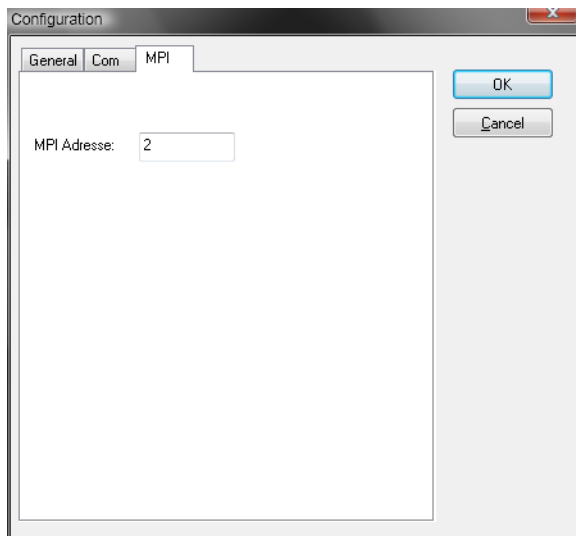 Configuration
General Com MPI
OK
Cancel
MPI Adresse: 2